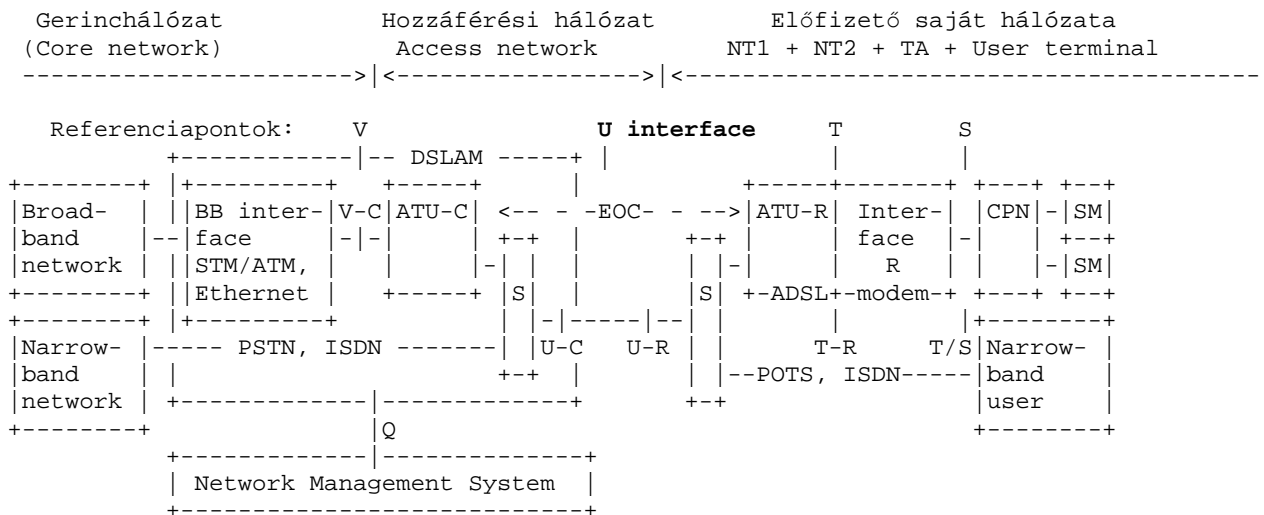 Gerinchálózat Hozzáférési hálózat Előfizető saját hálózata
(Core network) Access network NT1 + NT2 + TA + User terminal
----------------------->|<----------------->|<----------------------------------------
Referenciapontok: V U interface T S
DSLAM
Broad- BB inter- V-C ATU-C <-- - -EOC- - --> ATU-R Inter- CPN SM
band face face
network STM/ATM, R SM
Ethernet S S ADSL modem
Narrow- PSTN, ISDN U-C U-R T-R T/S Narrow-
band POTS, ISDN band
network user
Q
Network Management System